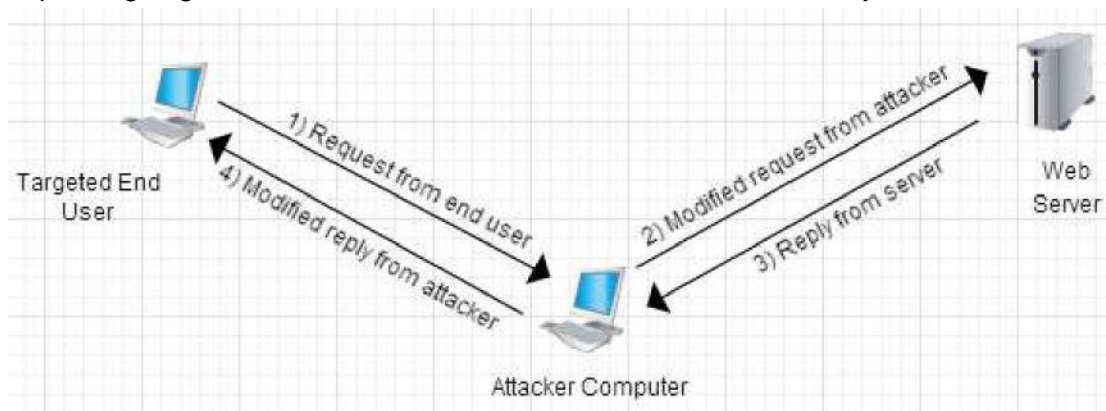 1) Request from end user
2) Modified request from attacker
3) Reply from server
4) Modified reply from attacker
Targeted End
User
Web
Server
Attacker Computer